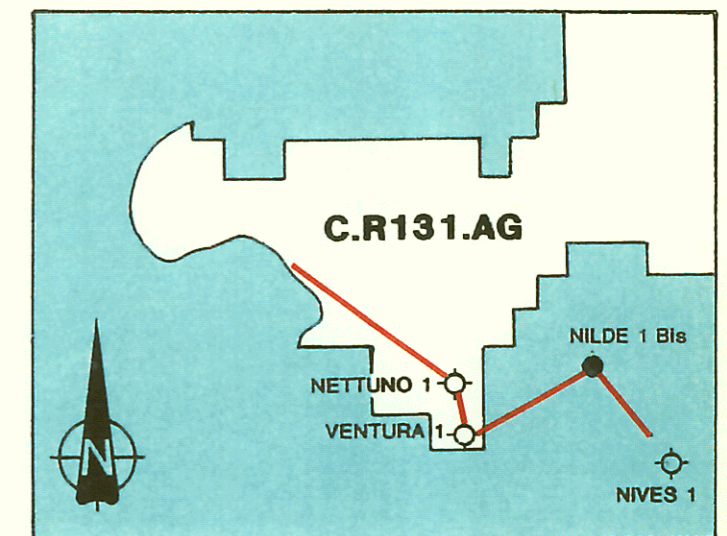 C.R131.AG
NILDE 1 Bis
NETTUNO 1
VENTURA 1
NIVES 1
N